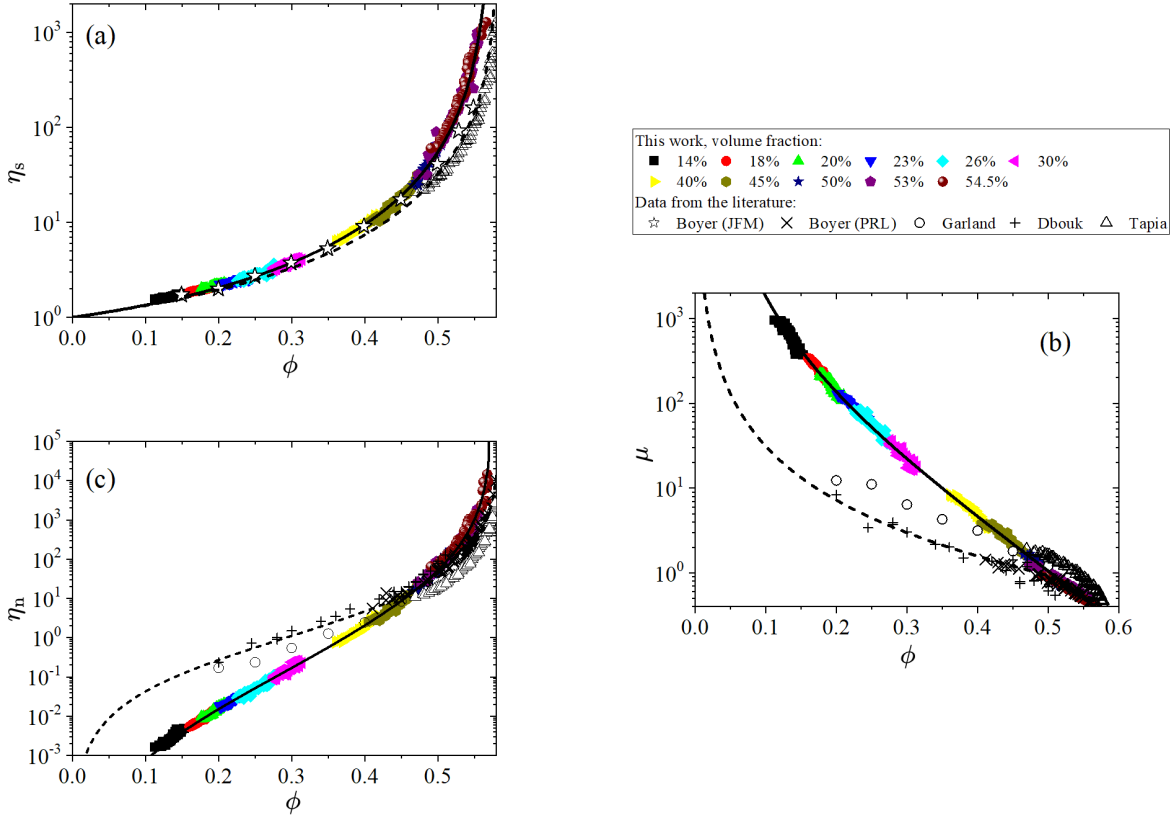 (a)
10³
10²
10¹
10⁰
ηs
0.0 0.1 0.2 0.3 0.4 0.5
ϕ
This work, volume fraction:
14% 18% 20% 23% 26% 30%
40% 45% 50% 53% 54.5%
Data from the literature:
Boyer (JFM) Boyer (PRL) Garland Dbouk Tapia
(b)
10³
10²
10¹
10⁰
μ
0.0 0.1 0.2 0.3 0.4 0.5 0.6
ϕ
(c)
10⁵
10⁴
10³
10²
10¹
10⁰
10⁻¹
10⁻²
10⁻³
ηn
0.0 0.1 0.2 0.3 0.4 0.5
ϕ